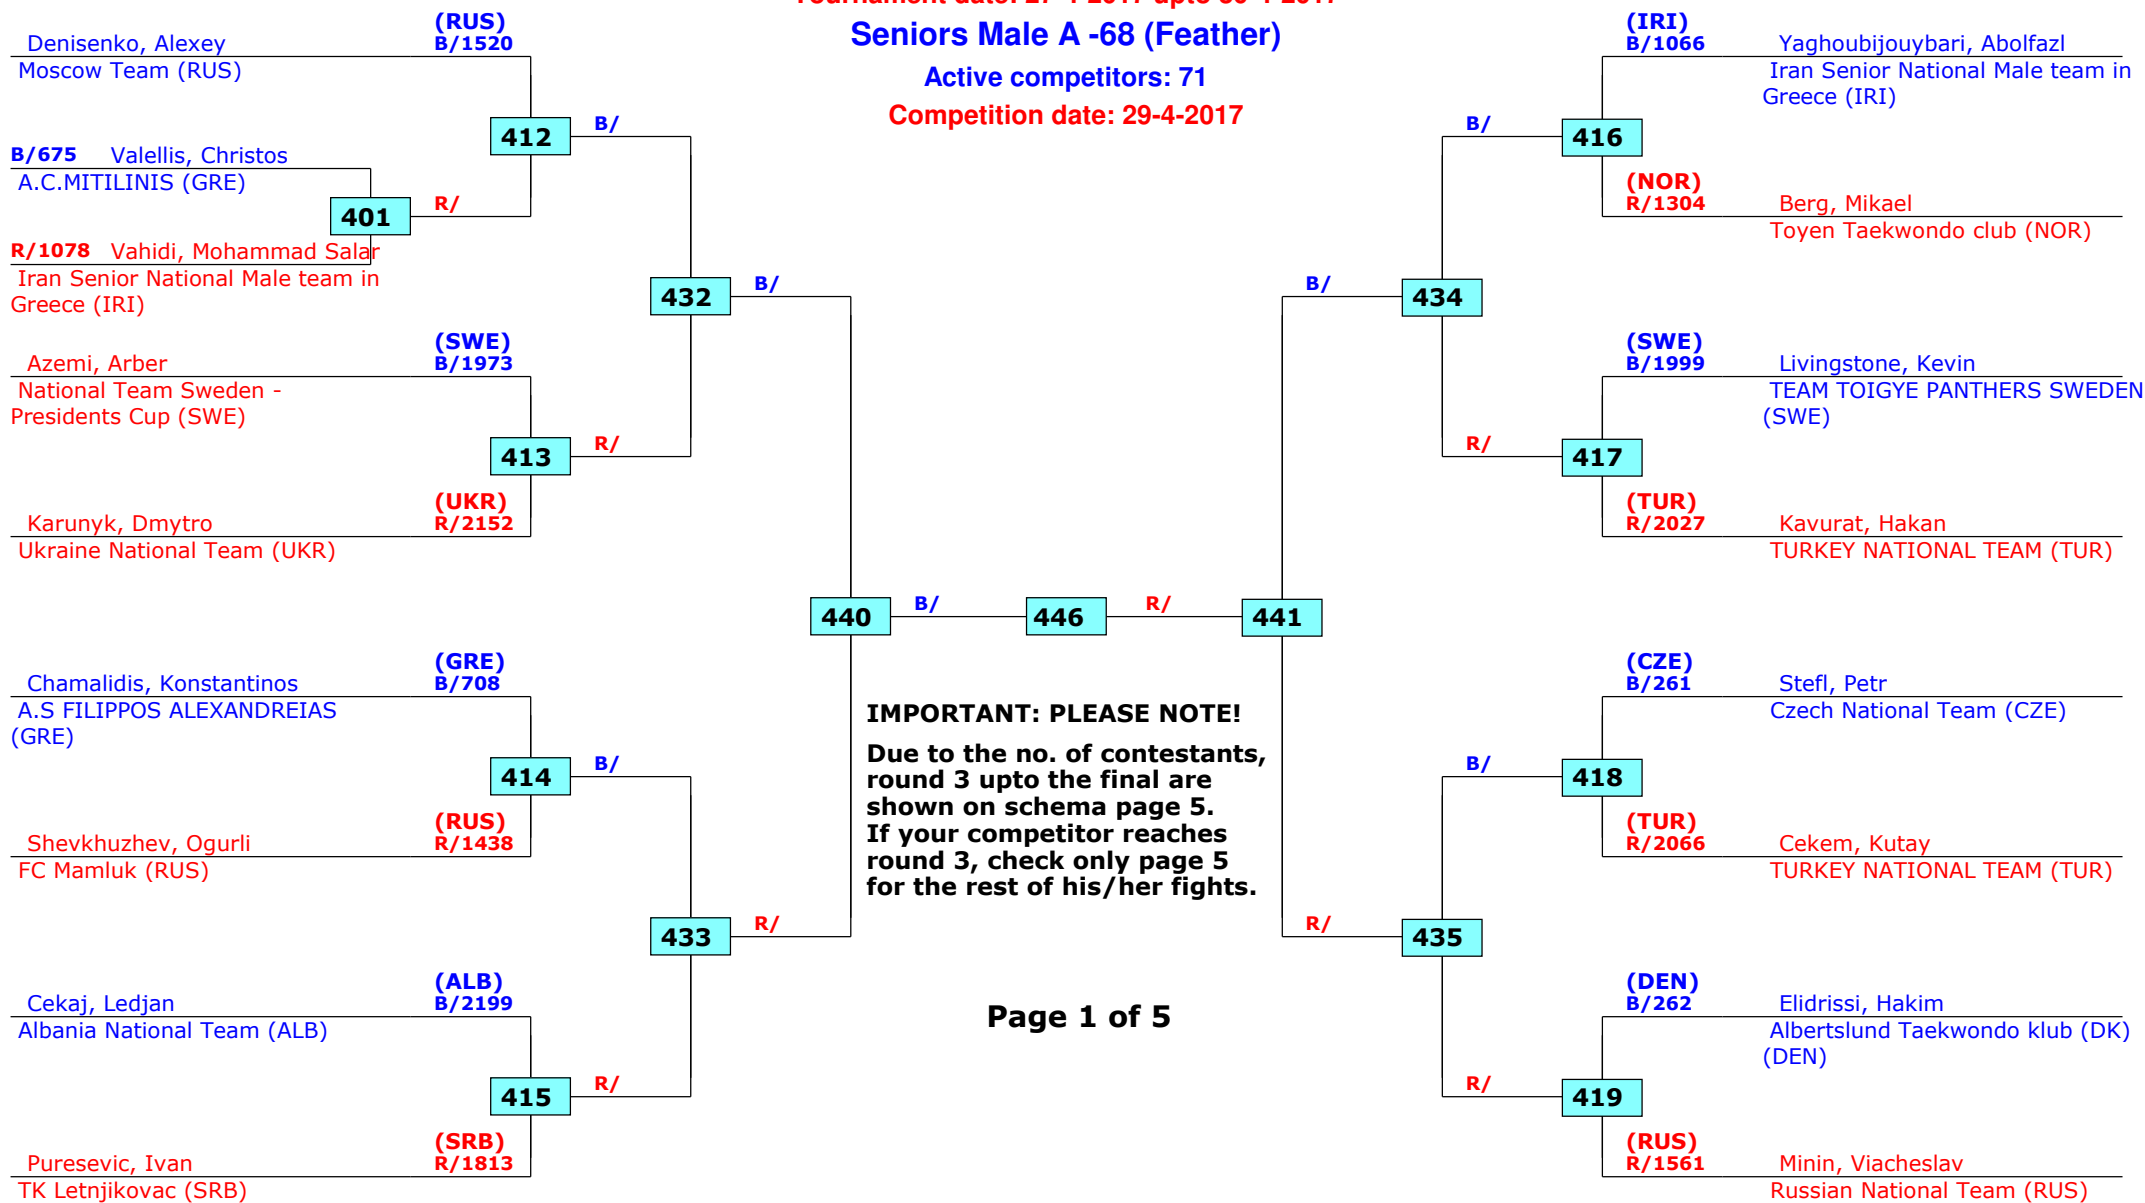 Tournament date: 27-4-2017 upto 30-4-2017
Seniors Male A -68 (Feather)
Active competitors: 71
Competition date: 29-4-2017
(RUS)
Denisenko, Alexey B/1520
Moscow Team (RUS)
412
B/
B/675 Valellis, Christos
A.C.MITILINIS (GRE)
401
R/
R/1078 Vahidi, Mohammad Salar
Iran Senior National Male team in
Greece (IRI)
432
B/
(SWE)
Azemi, Arber B/1973
National Team Sweden -
Presidents Cup (SWE)
413
R/
(UKR)
Karunyk, Dmytro R/2152
Ukraine National Team (UKR)
440
B/
446
R/
441
(GRE)
Chamalidis, Konstantinos B/708
A.S FILIPPOS ALEXANDREIAS
(GRE)
414
B/
(RUS)
Shevkhuzhev, Ogurli R/1438
FC Mamluk (RUS)
433
R/
(ALB)
Cekaj, Ledjan B/2199
Albania National Team (ALB)
415
R/
(SRB)
Puresevic, Ivan R/1813
TK Letnjikovac (SRB)
IMPORTANT: PLEASE NOTE!
Due to the no. of contestants,
round 3 upto the final are
shown on schema page 5.
If your competitor reaches
round 3, check only page 5
for the rest of his/her fights.
Page 1 of 5
(IRI)
B/1066 Yaghoubijouybari, Abolfazl
Iran Senior National Male team in
Greece (IRI)
B/
416
(NOR)
R/1304 Berg, Mikael
Toyen Taekwondo club (NOR)
B/
434
(SWE)
B/1999 Livingstone, Kevin
TEAM TOIGYE PANTHERS SWEDEN
(SWE)
R/
417
(TUR)
R/2027 Kavurat, Hakan
TURKEY NATIONAL TEAM (TUR)
(CZE)
B/261 Stefl, Petr
Czech National Team (CZE)
B/
418
(TUR)
R/2066 Cekem, Kutay
TURKEY NATIONAL TEAM (TUR)
R/
435
(DEN)
B/262 Elidrissi, Hakim
Albertslund Taekwondo klub (DK)
(DEN)
R/
419
(RUS)
R/1561 Minin, Viacheslav
Russian National Team (RUS)